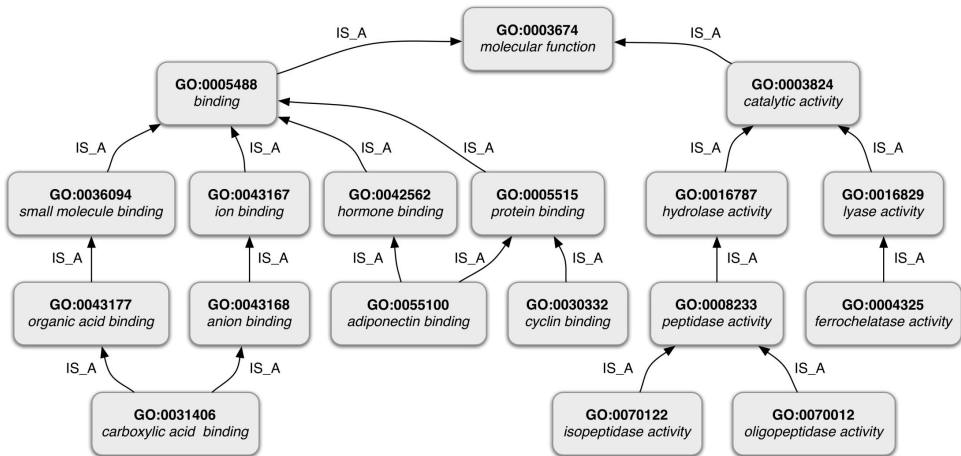 IS_A
GO:0003674
molecular function
IS_A
GO:0005488
binding
GO:0003824
catalytic activity
IS_A
IS_A
IS_A
IS_A
IS_A
IS_A
GO:0036094
small molecule binding
GO:0043167
ion binding
GO:0042562
hormone binding
GO:0005515
protein binding
GO:0016787
hydrolase activity
GO:0016829
lyase activity
IS_A
IS_A
IS_A
IS_A
IS_A
IS_A
IS_A
GO:0043177
organic acid binding
GO:0043168
anion binding
GO:0055100
adiponectin binding
GO:0030332
cyclin binding
GO:0008233
peptidase activity
GO:0004325
ferrochelatase activity
IS_A
IS_A
IS_A
IS_A
GO:0031406
carboxylic acid binding
GO:0070122
isopeptidase activity
GO:0070012
oligopeptidase activity